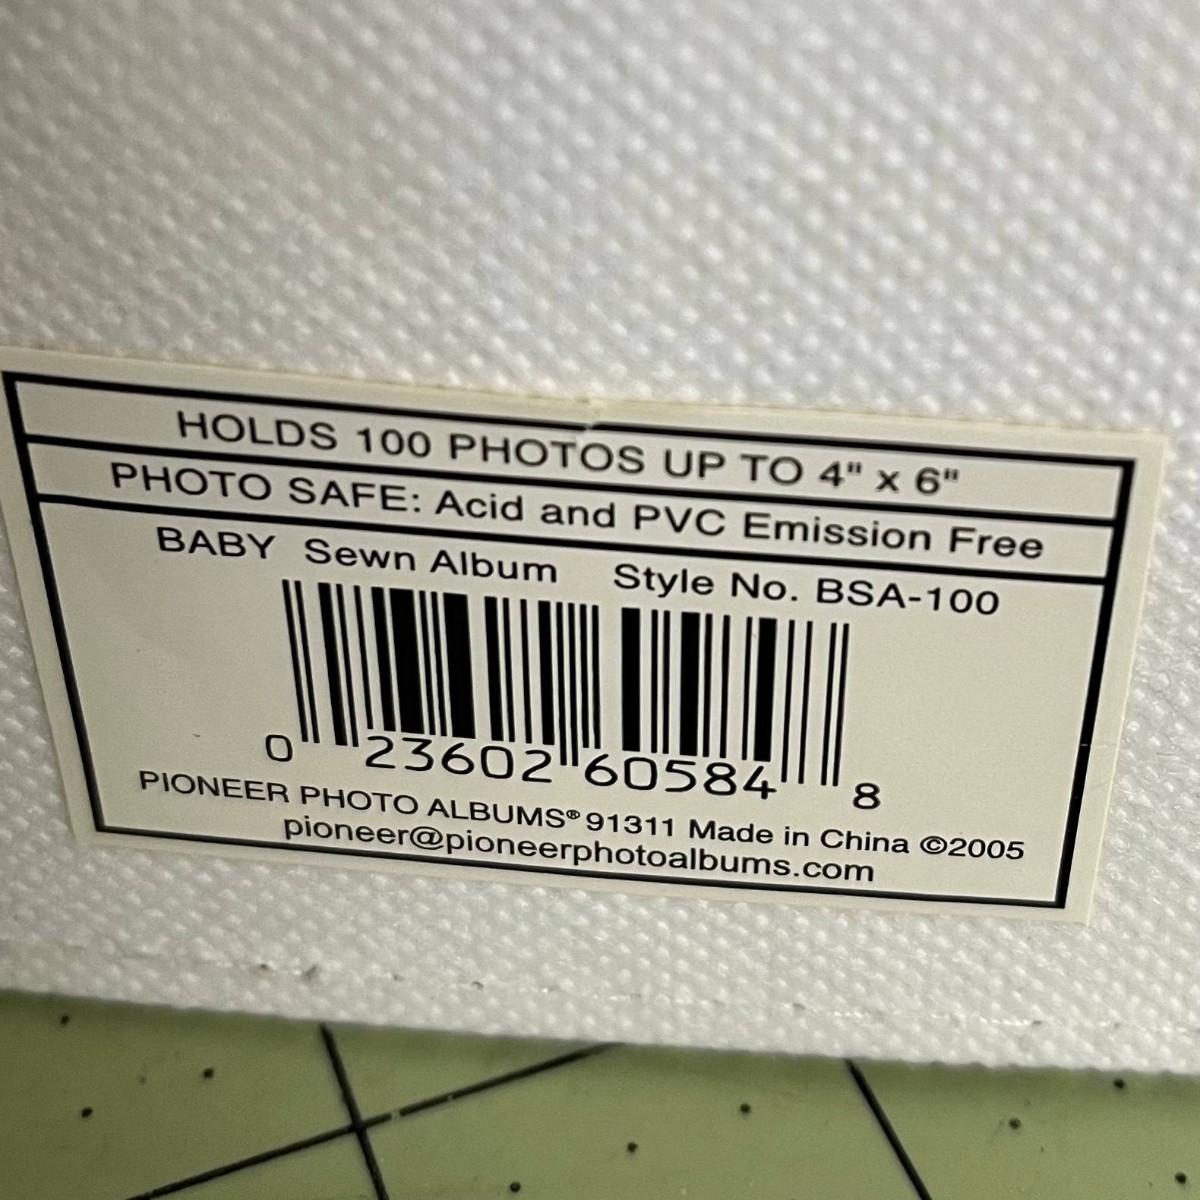 HOLDS 100 PHOTOS UP TO 4" x 6"
PHOTO SAFE: Acid and PVC Emission Free
BABY Sewn Album Style No. BSA-100
0 23602 60584 8
PIONEER PHOTO ALBUMS® 91311 Made in China ©2005
pioneer@pioneerphotoalbums.com